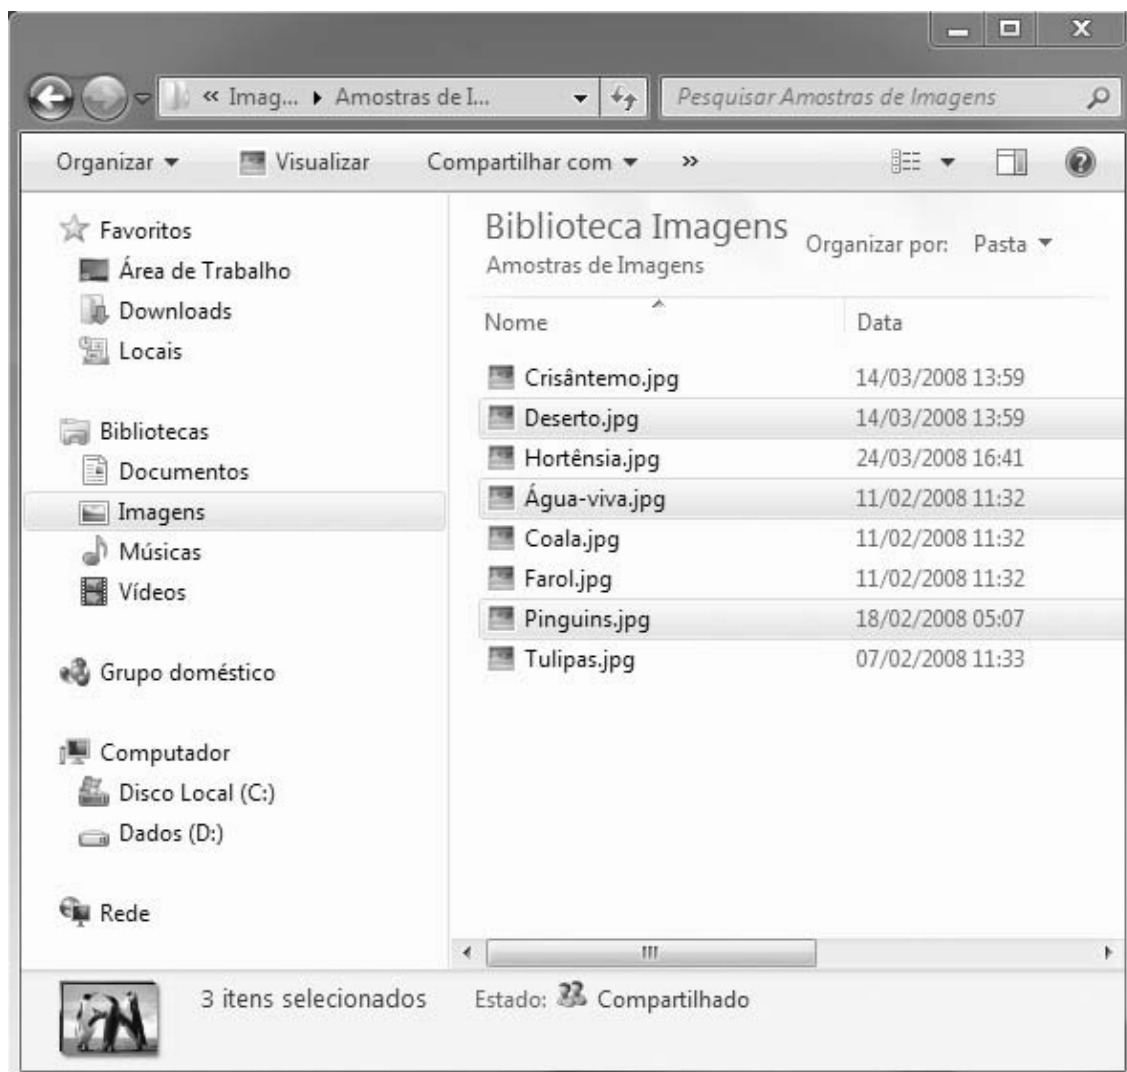 « Imag... Amostras de I... Pesquisar Amostras de Imagens
Organizar Visualizar Compartilhar com »
Favoritos
Área de Trabalho
Downloads
Locais
Bibliotecas
Documentos
Imagens
Músicas
Vídeos
Grupo doméstico
Computador
Disco Local (C:)
Dados (D:)
Rede
Biblioteca Imagens
Amostras de Imagens
Organizar por: Pasta
Nome Data
Crisântemo.jpg 14/03/2008 13:59
Deserto.jpg 14/03/2008 13:59
Hortênsia.jpg 24/03/2008 16:41
Água-viva.jpg 11/02/2008 11:32
Coala.jpg 11/02/2008 11:32
Farol.jpg 11/02/2008 11:32
Pinguins.jpg 18/02/2008 05:07
Tulipas.jpg 07/02/2008 11:33
3 itens selecionados Estado: Compartilhado